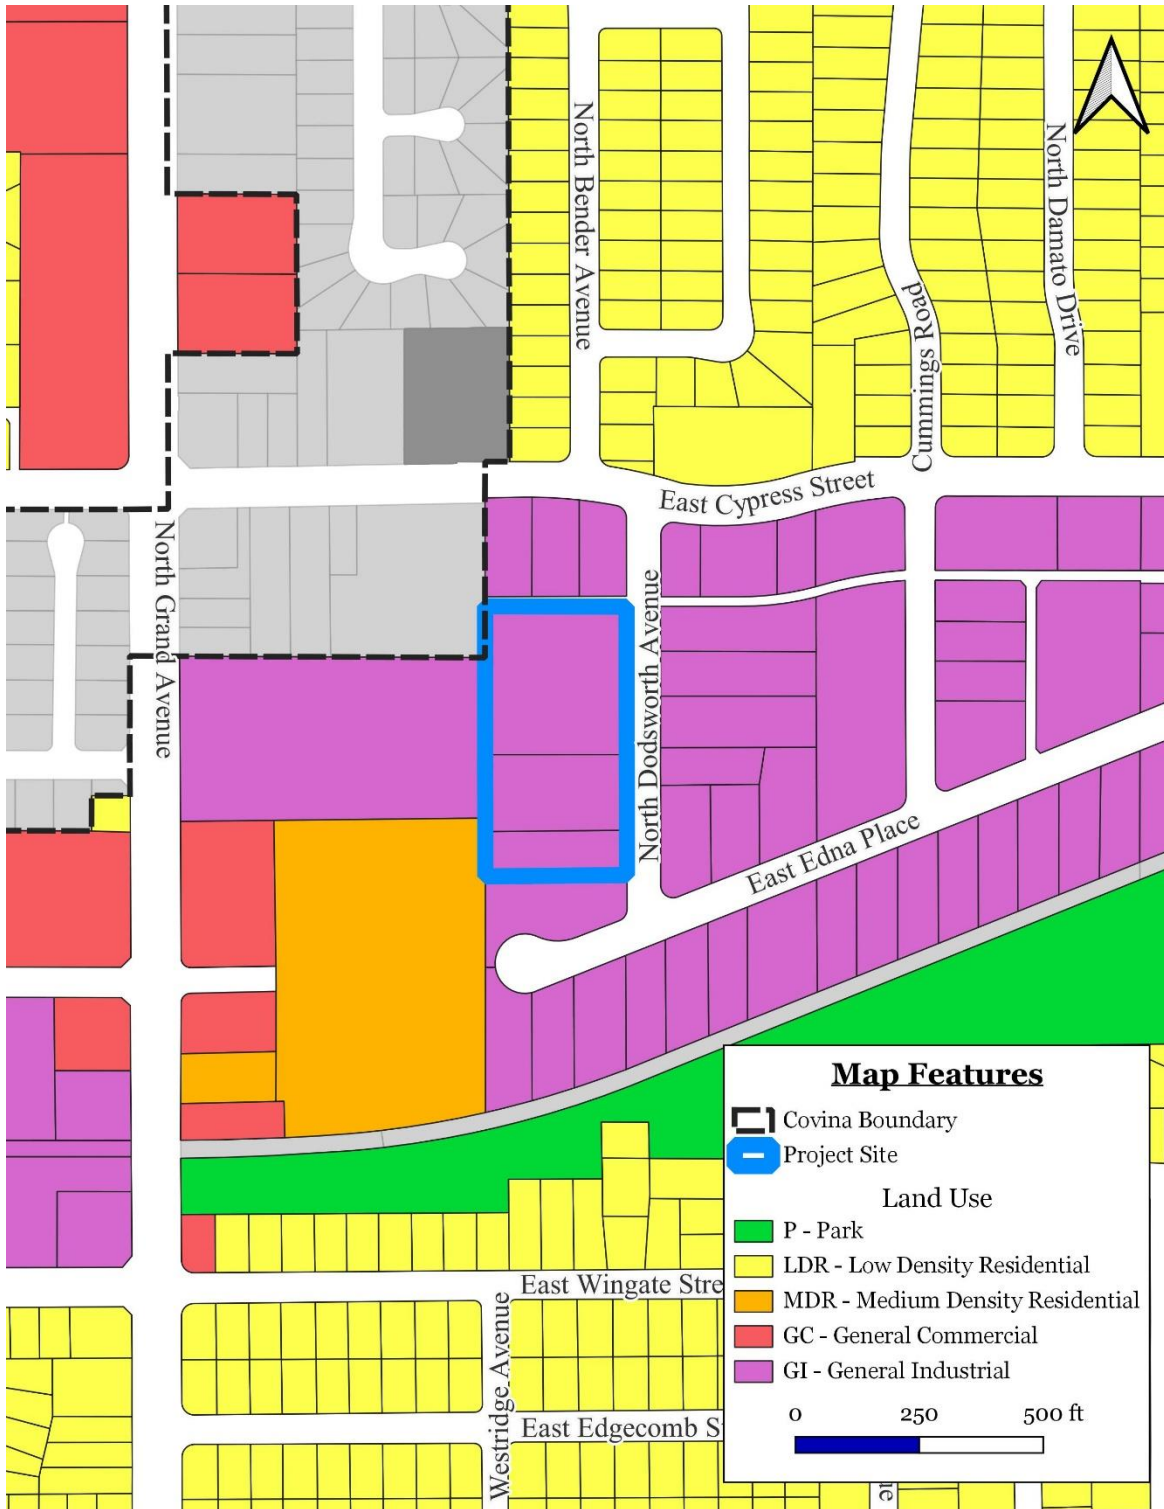 North Bender Avenue
North Damato Drive
Cummings Road
East Cypress Street
North Grand Avenue
North Dodsworth Avenue
East Edna Place
Map Features
Covina Boundary
Project Site
Land Use
P - Park
LDR - Low Density Residential
MDR - Medium Density Residential
GC - General Commercial
GI - General Industrial
0 250 500 ft
East Wingate Stre
Westridge Avenue
East Edgecomb S
ue